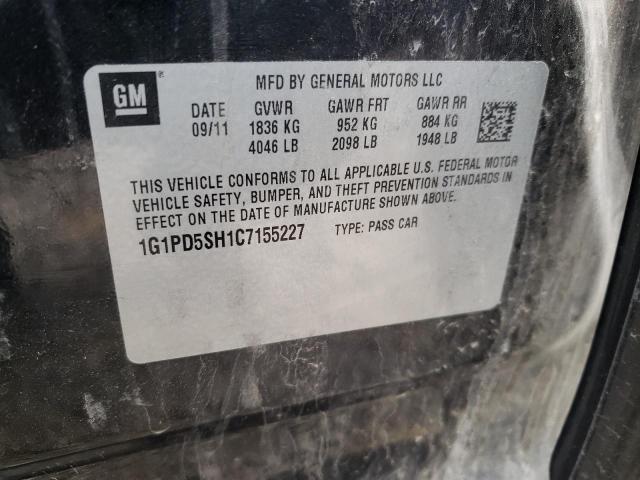 GM
MFD BY GENERAL MOTORS LLC
DATE GVWR GAWR FRT GAWR RR
09/11 1836 KG 952 KG 884 KG
4046 LB 2098 LB 1948 LB
THIS VEHICLE CONFORMS TO ALL APPLICABLE U.S. FEDERAL MOTOR
VEHICLE SAFETY, BUMPER, AND THEFT PREVENTION STANDARDS IN
EFFECT ON THE DATE OF MANUFACTURE SHOWN ABOVE.
1G1PD5SH1C7155227 TYPE: PASS CAR